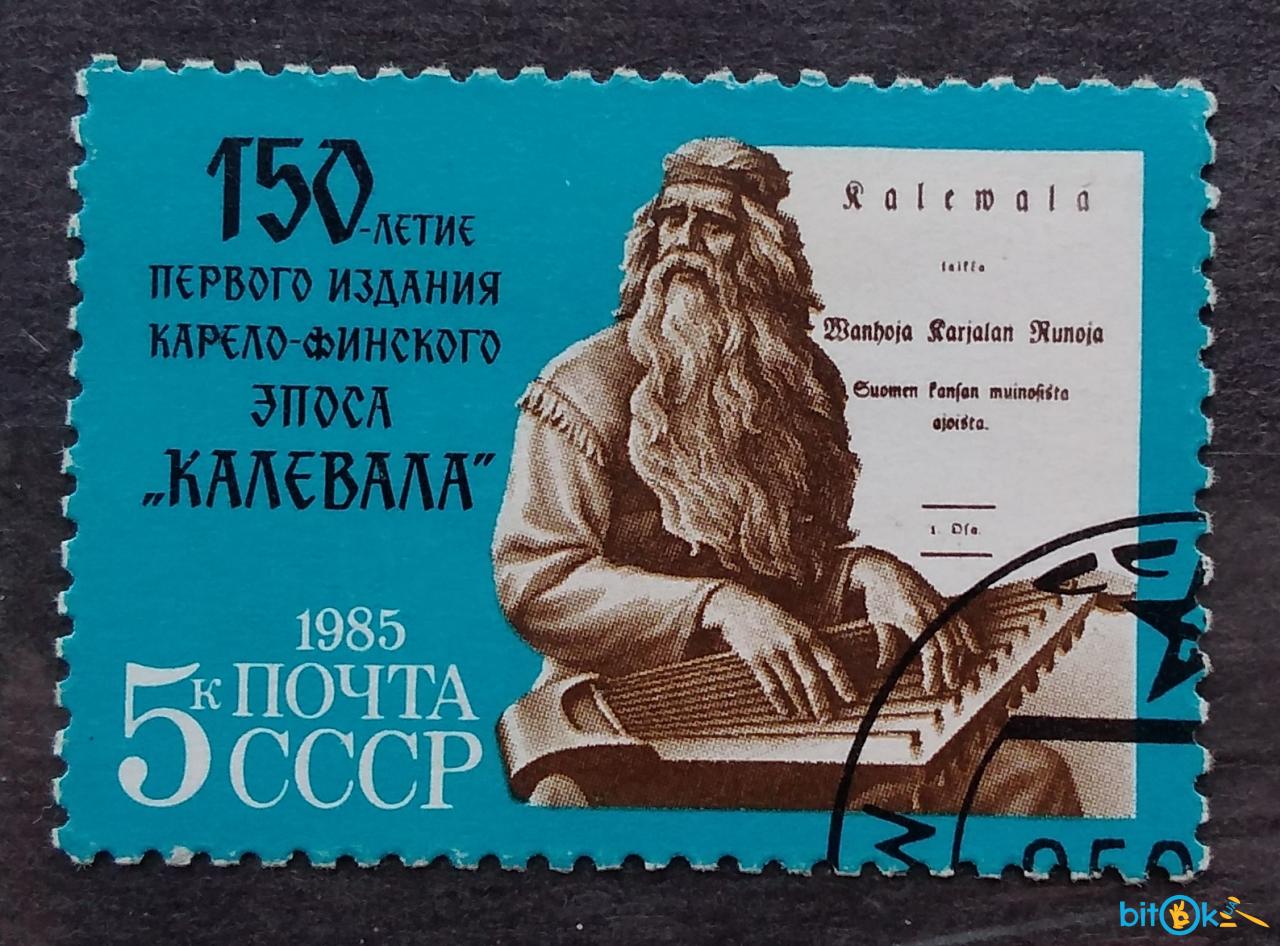 150-ЛЕТИЕ
ПЕРВОГО ИЗДАНИЯ
КАРЕЛО-ФИНСКОГО
ЭПОСА
„КАЛЕВАЛА”
1985
5к ПОЧТА
СССР
Kalewala
taikka
Wanhoja Karjalan Runoja
Suomen kansan muinosista
ajoista.
1. Osa.
bitOk